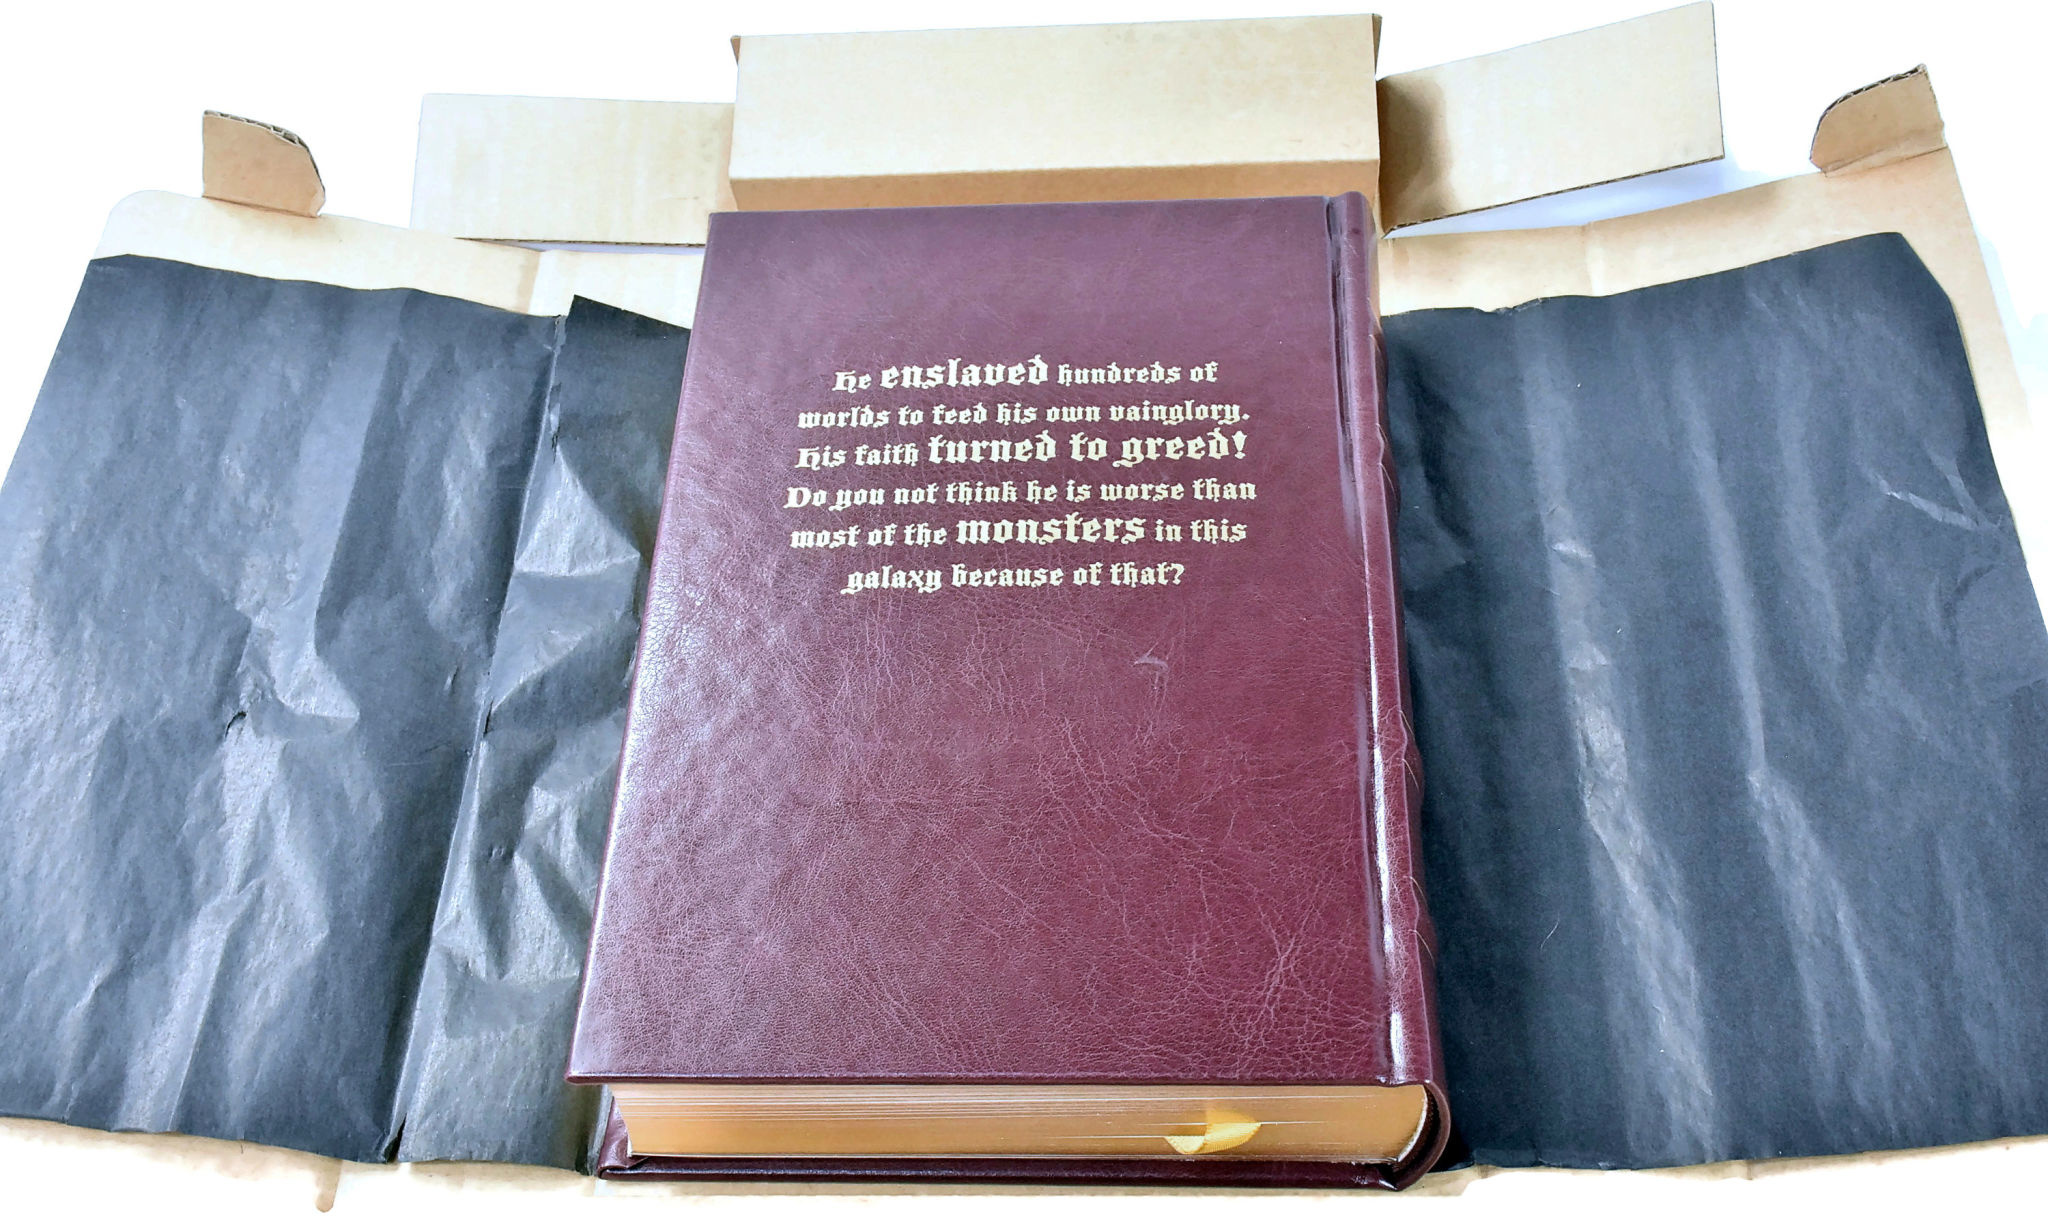 He enslaved hundreds of
worlds to feed his own vainglory.
His faith turned to greed!
Do you not think he is worse than
most of the monsters in this
galaxy because of that?